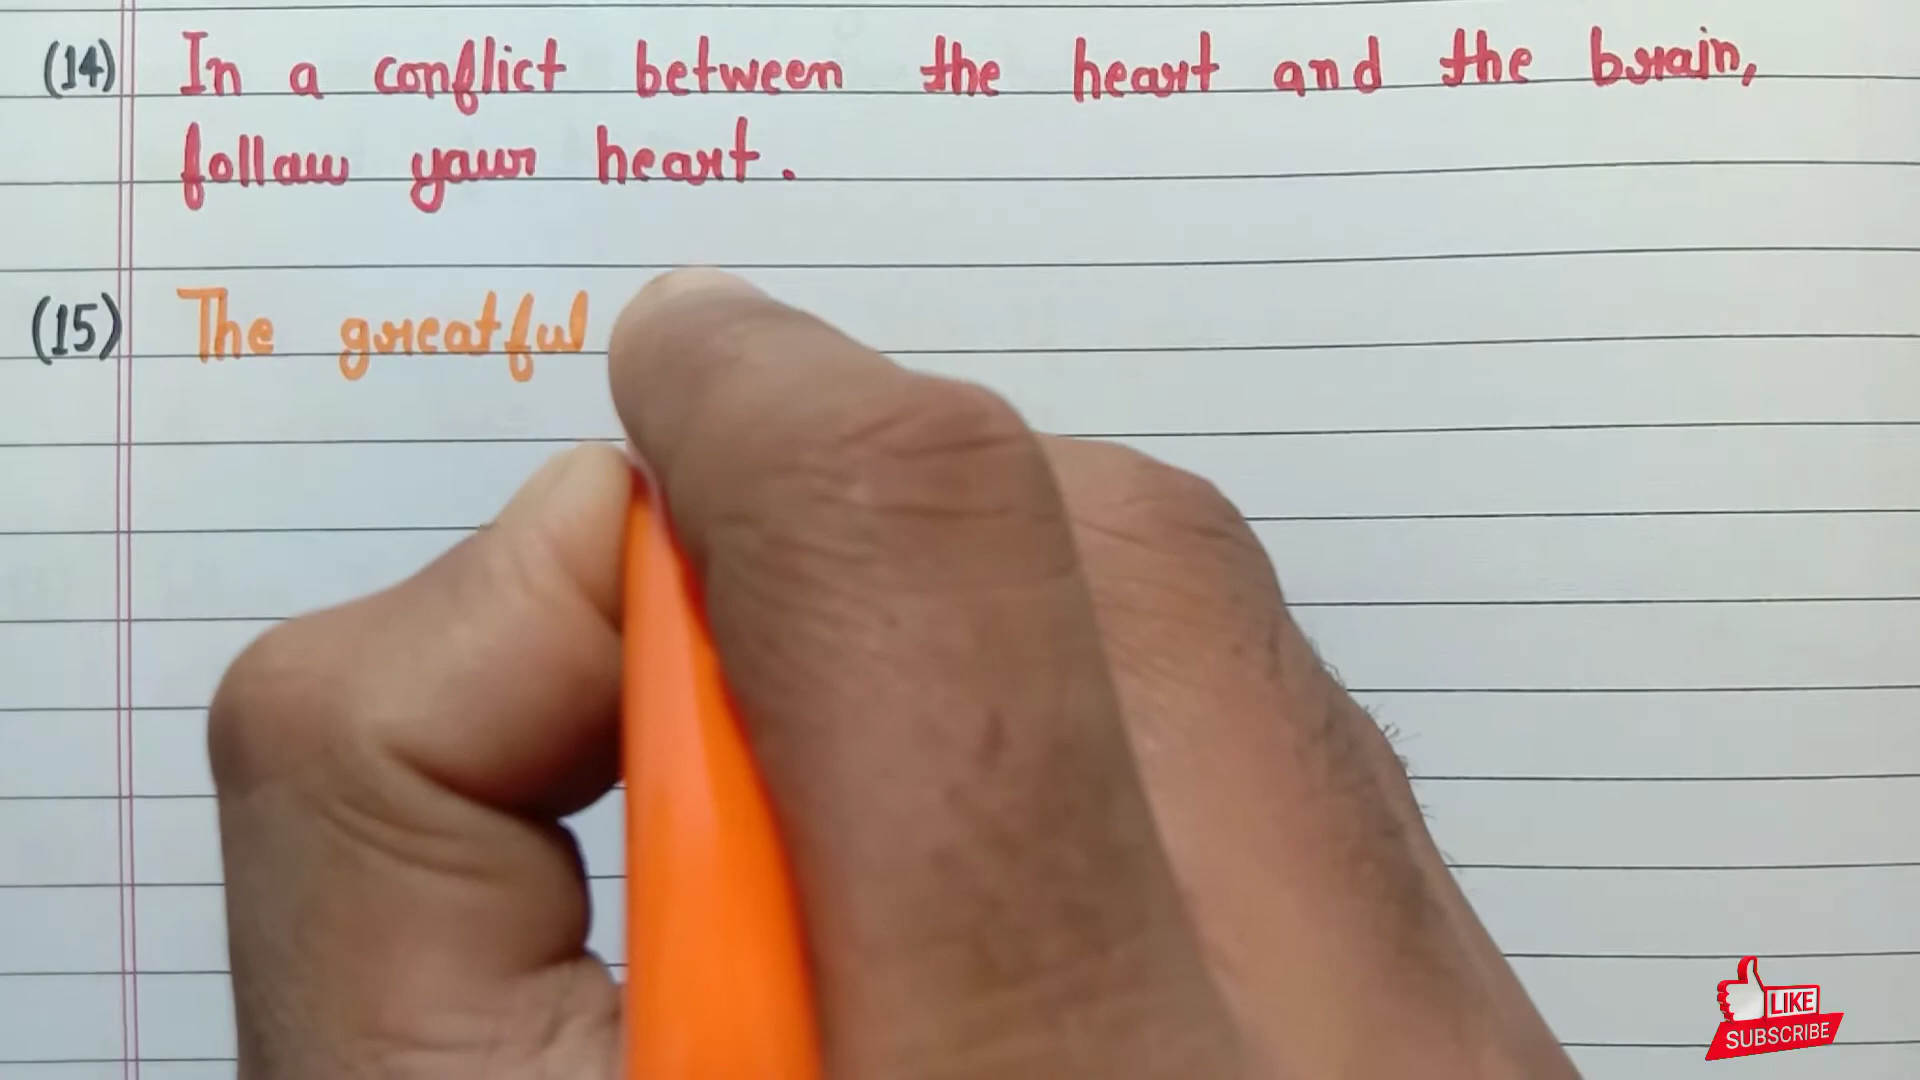 (14) In a conflict between the heart and the brain,
follow your heart.
(15) The greatful
LIKE
SUBSCRIBE